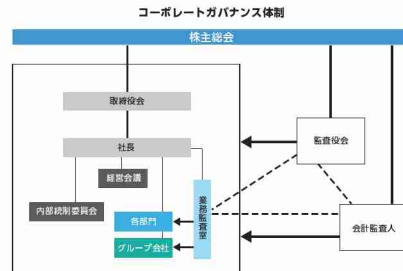 コーポレートガバナンス体制
株主総会
取締役会
社長
監査役会
経営会議
業務監査室
内部統制委員会
各部門
会計監査人
グループ会社